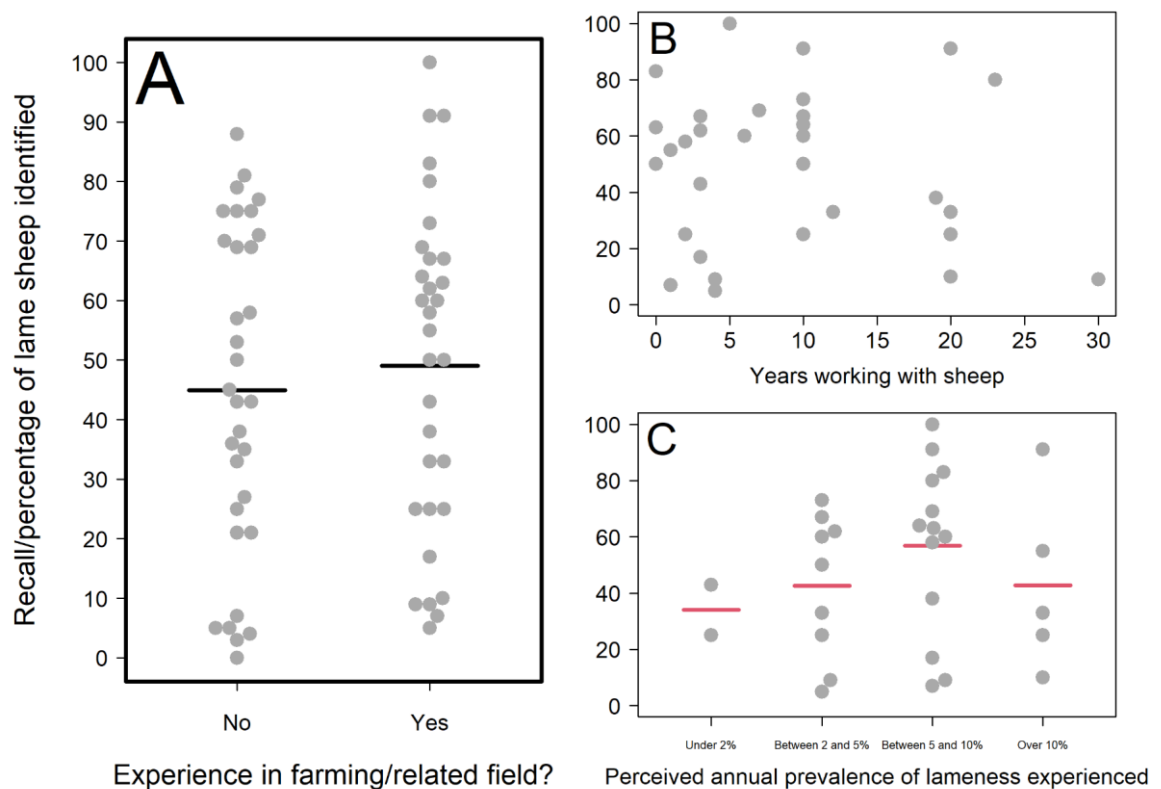 A
Recall/percentage of lame sheep identified
100
90
80
70
60
50
40
30
20
10
0
No Yes
Experience in farming/related field?
B
100
80
60
40
20
0
0 5 10 15 20 25 30
Years working with sheep
C
100
80
60
40
20
0
Under 2% Between 2 and 5% Between 5 and 10% Over 10%
Perceived annual prevalence of lameness experienced